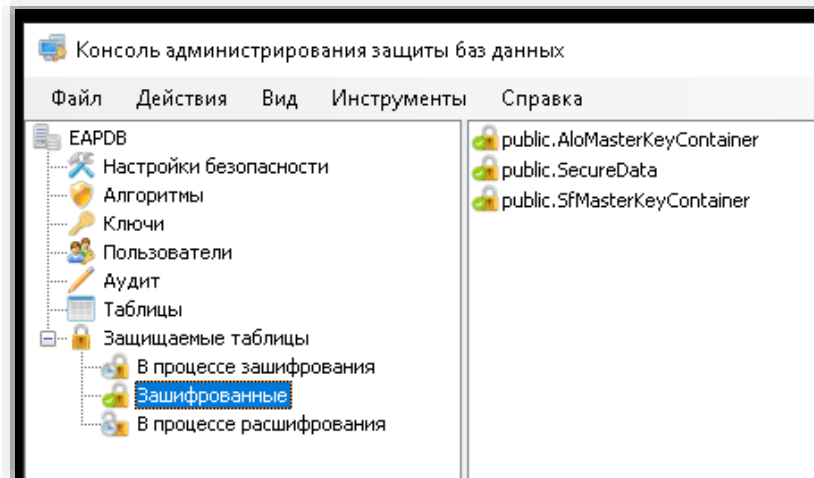 Консоль администрирования защиты баз данных
Файл Действия Вид Инструменты Справка
EAPDB
Настройки безопасности
Алгоритмы
Ключи
Пользователи
Аудит
Таблицы
Защищаемые таблицы
В процессе зашифрования
Зашифрованные
В процессе расшифрования
public.AloMasterKeyContainer
public.SecureData
public.SfMasterKeyContainer